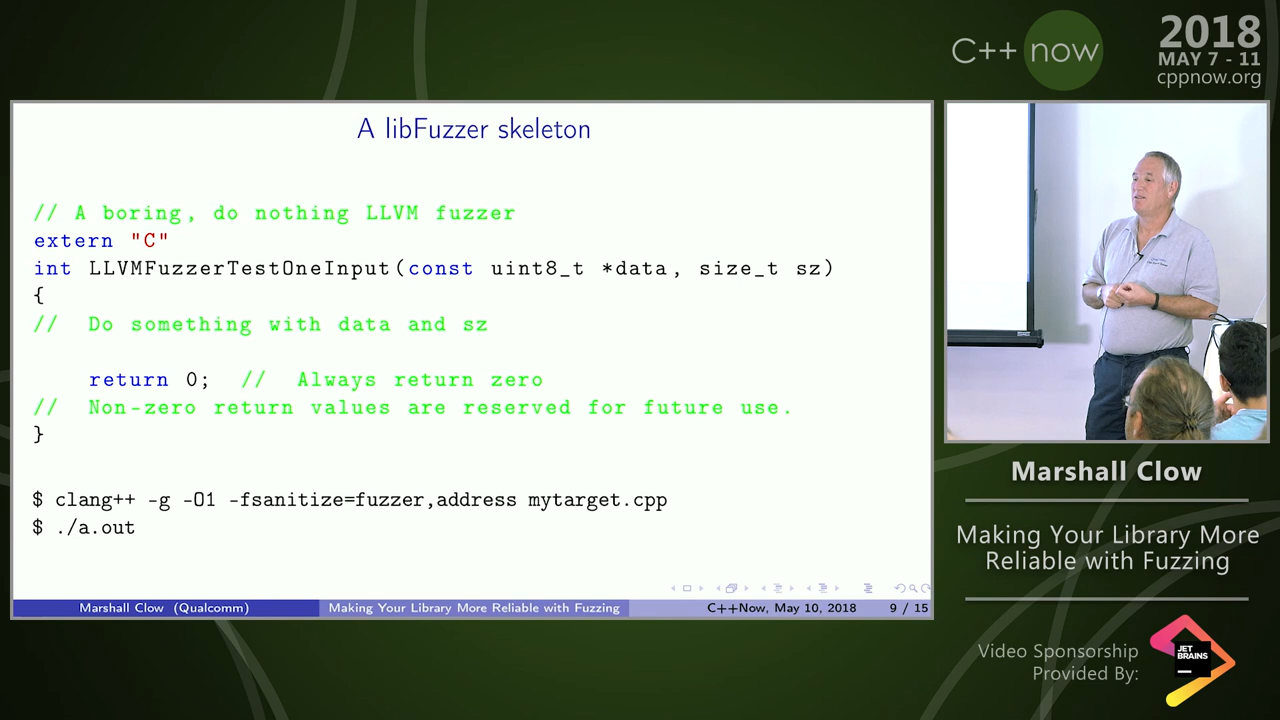 C++ now
2018
MAY 7 - 11
cppnow.org
A libFuzzer skeleton
// A boring, do nothing LLVM fuzzer
extern "C"
int LLVMFuzzerTestOneInput(const uint8_t *data, size_t sz)
{
// Do something with data and sz
return 0; // Always return zero
// Non-zero return values are reserved for future use.
}
$ clang++ -g -O1 -fsanitize=fuzzer,address mytarget.cpp
$ ./a.out
Marshall Clow (Qualcomm)
Making Your Library More Reliable with Fuzzing
C++Now, May 10, 2018
9 / 15
Marshall Clow
Making Your Library More
Reliable with Fuzzing
Video Sponsorship
Provided By:
JET
BRAINS